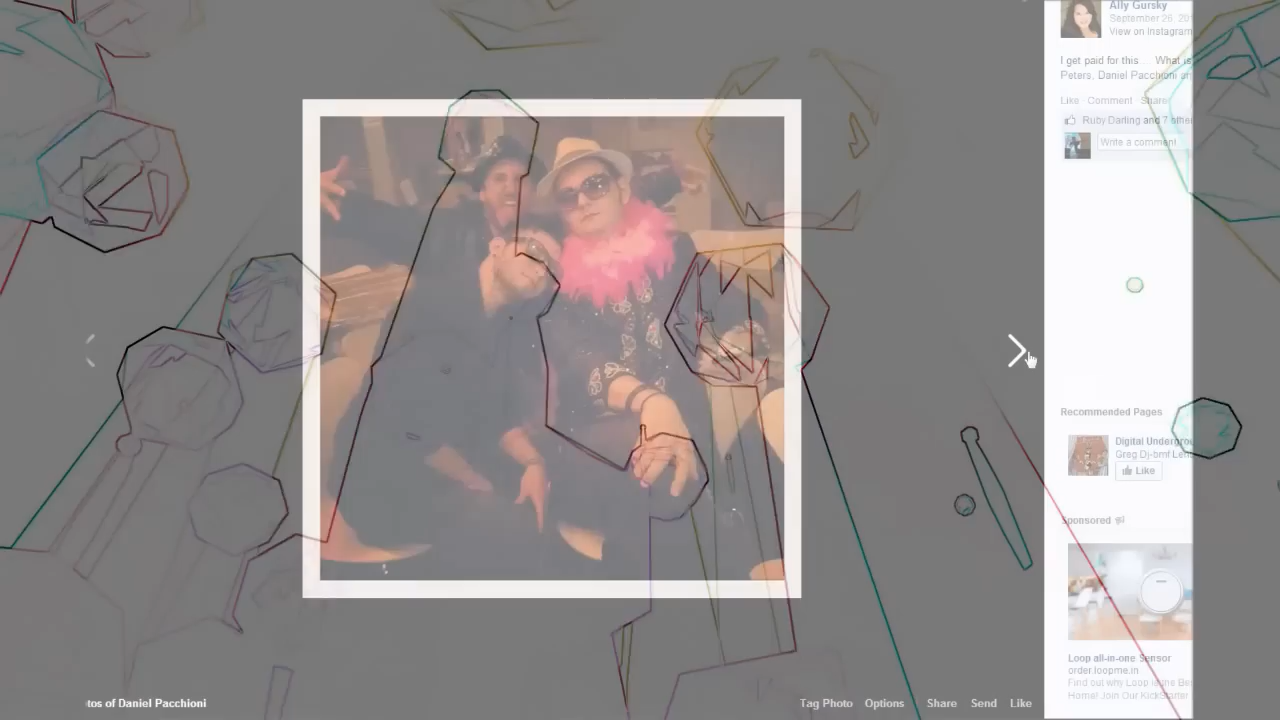 Ally Gursky
September 26, 20
View on Instagram
I get paid for this.... What is
Peters, Daniel Pacchioni an
Like Comment Share
Ruby Darling and 7 othe
Write a comment
Recommended Pages
Digital Undergrou
Greg Dj-bmf
Like
Sponsored
Loop all-in-one Sensor
order.loopme.in
Find out why Loop is the Be
Home! Join Our KickStarter
tos of Daniel Pacchioni
Tag Photo Options Share Send Like